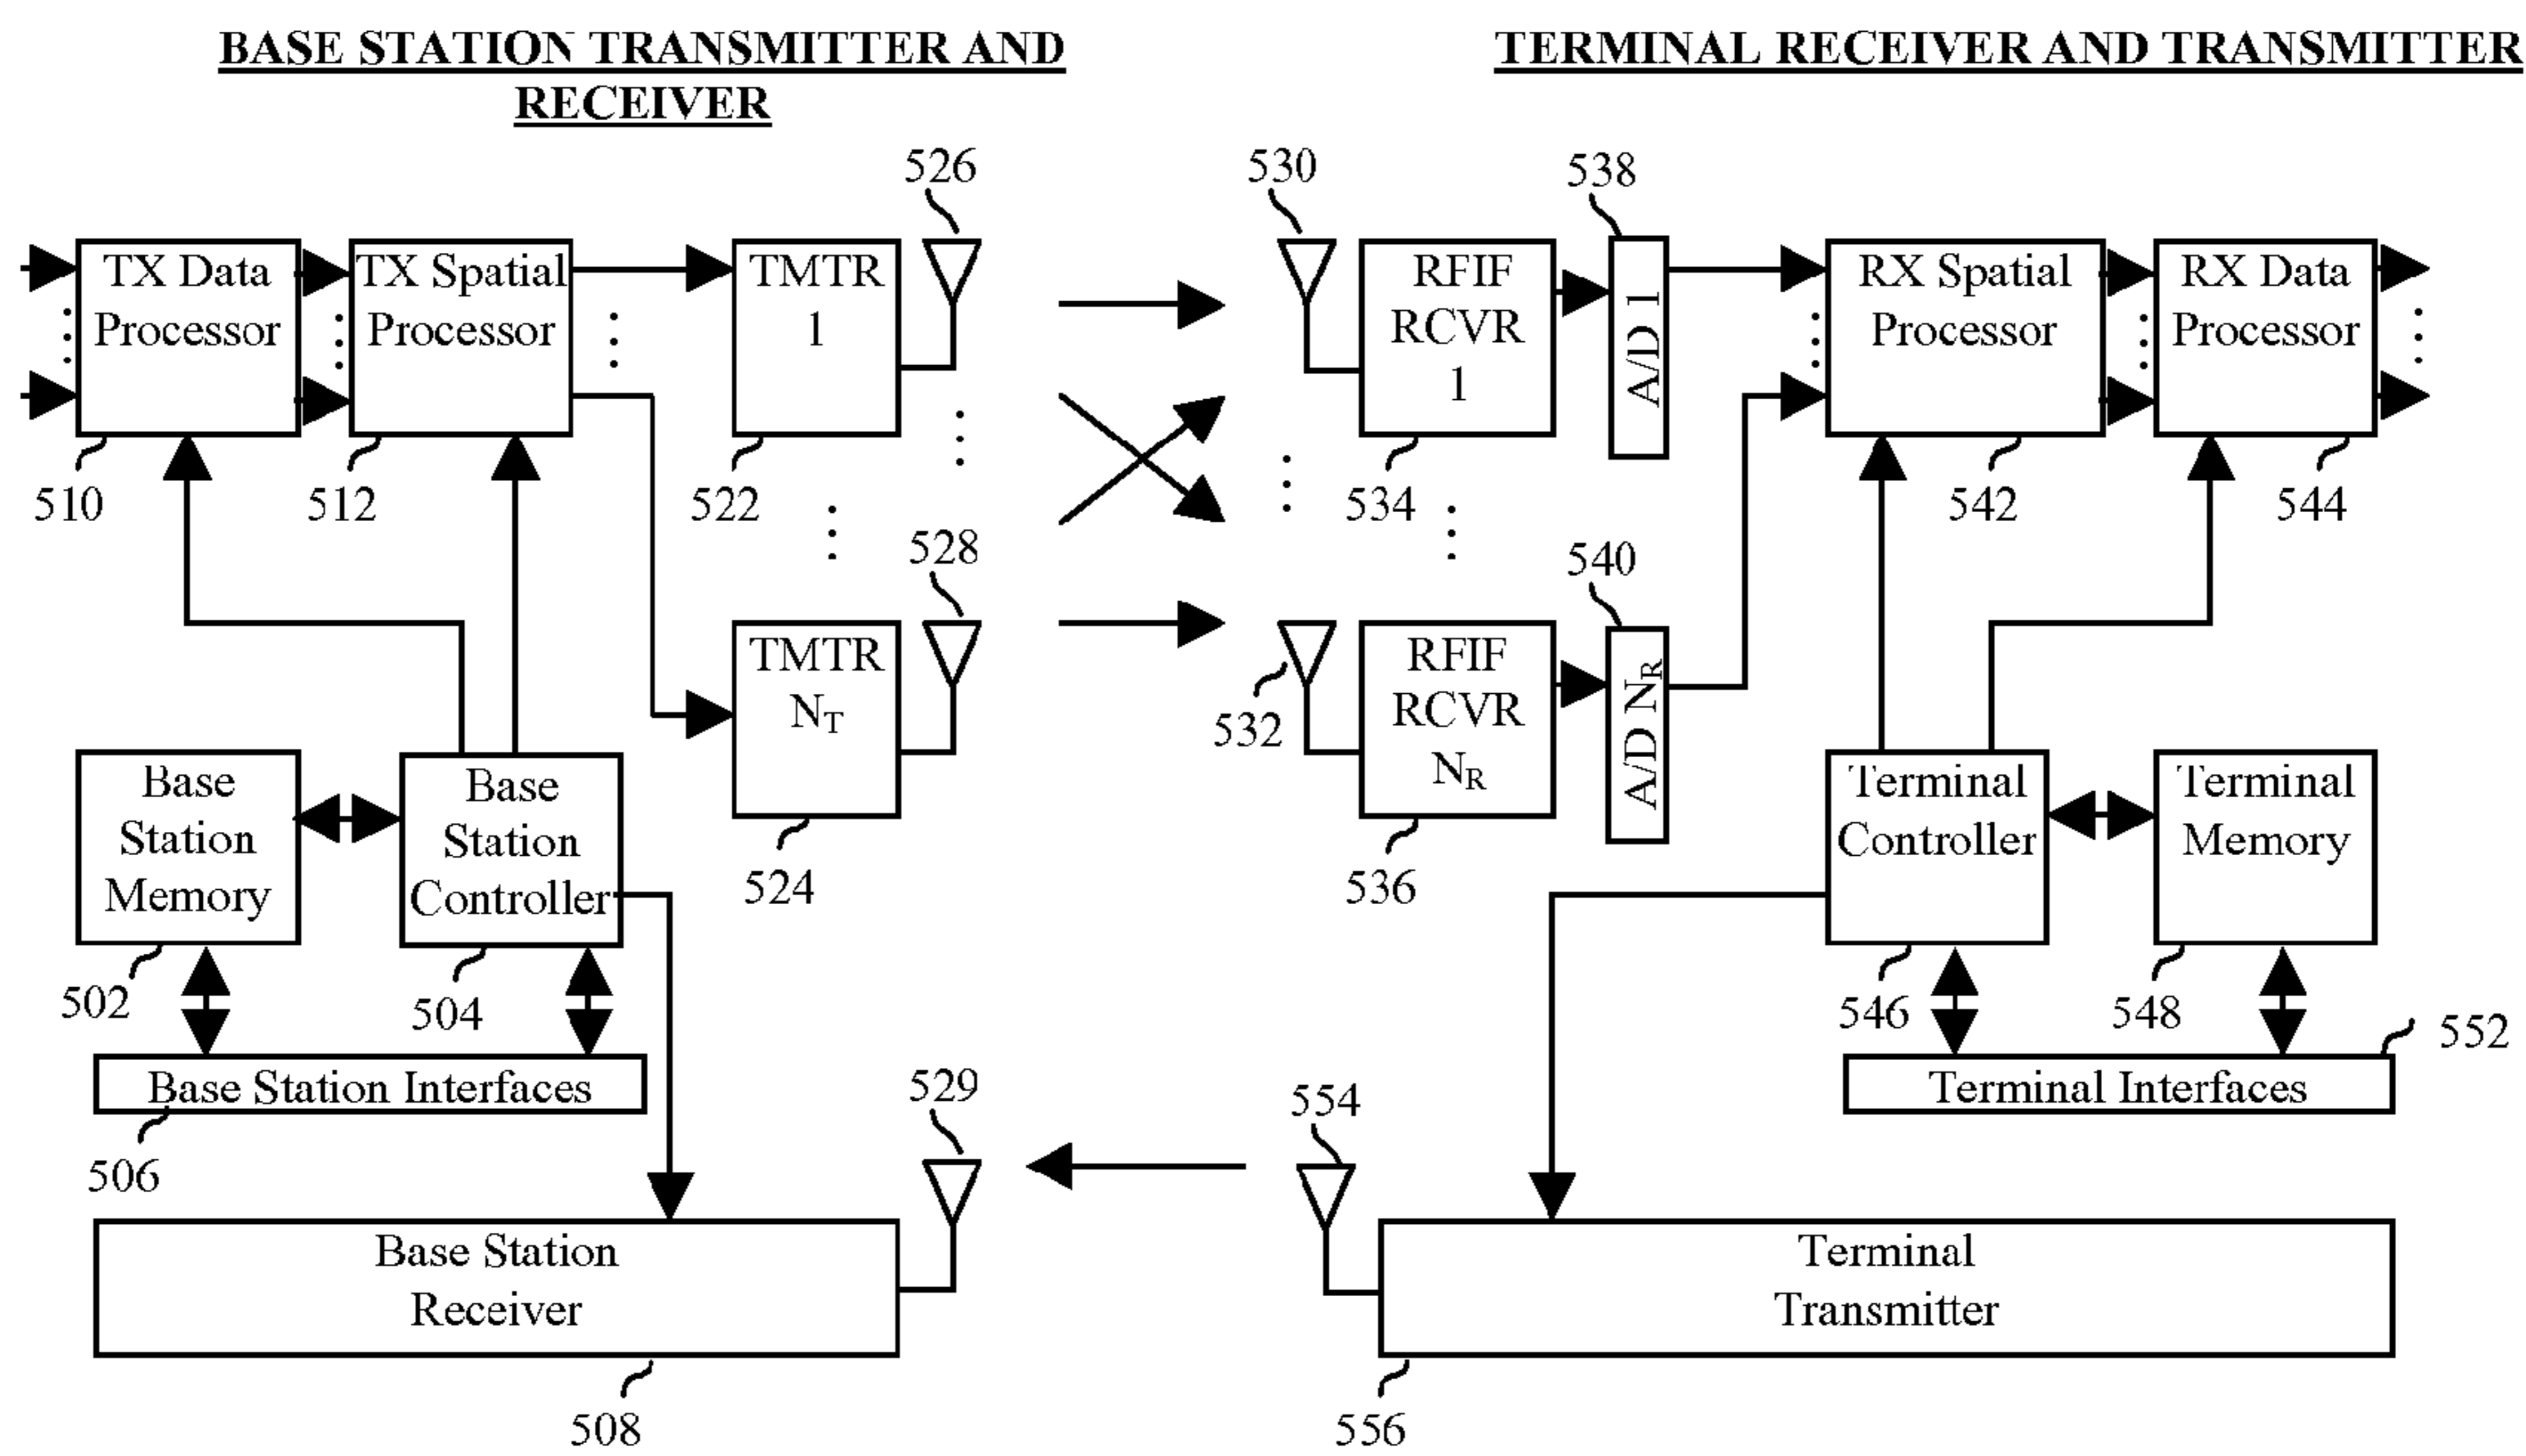 BASE STATION TRANSMITTER AND
RECEIVER
TERMINAL RECEIVER AND TRANSMITTER
526
530
538
TX Data
Processor
TX Spatial
Processor
TMTR
1
RFIF
RCVR
1
A/D 1
RX Spatial
Processor
RX Data
Processor
510
512
522
534
542
544
528
540
TMTR
N_T
532
RFIF
RCVR
N_R
A/D N_R
Base
Station
Memory
Base
Station
Controller
Terminal
Controller
Terminal
Memory
524
536
502
504
546
548
552
Base Station Interfaces
Terminal Interfaces
506
529
554
Base Station
Receiver
Terminal
Transmitter
508
556